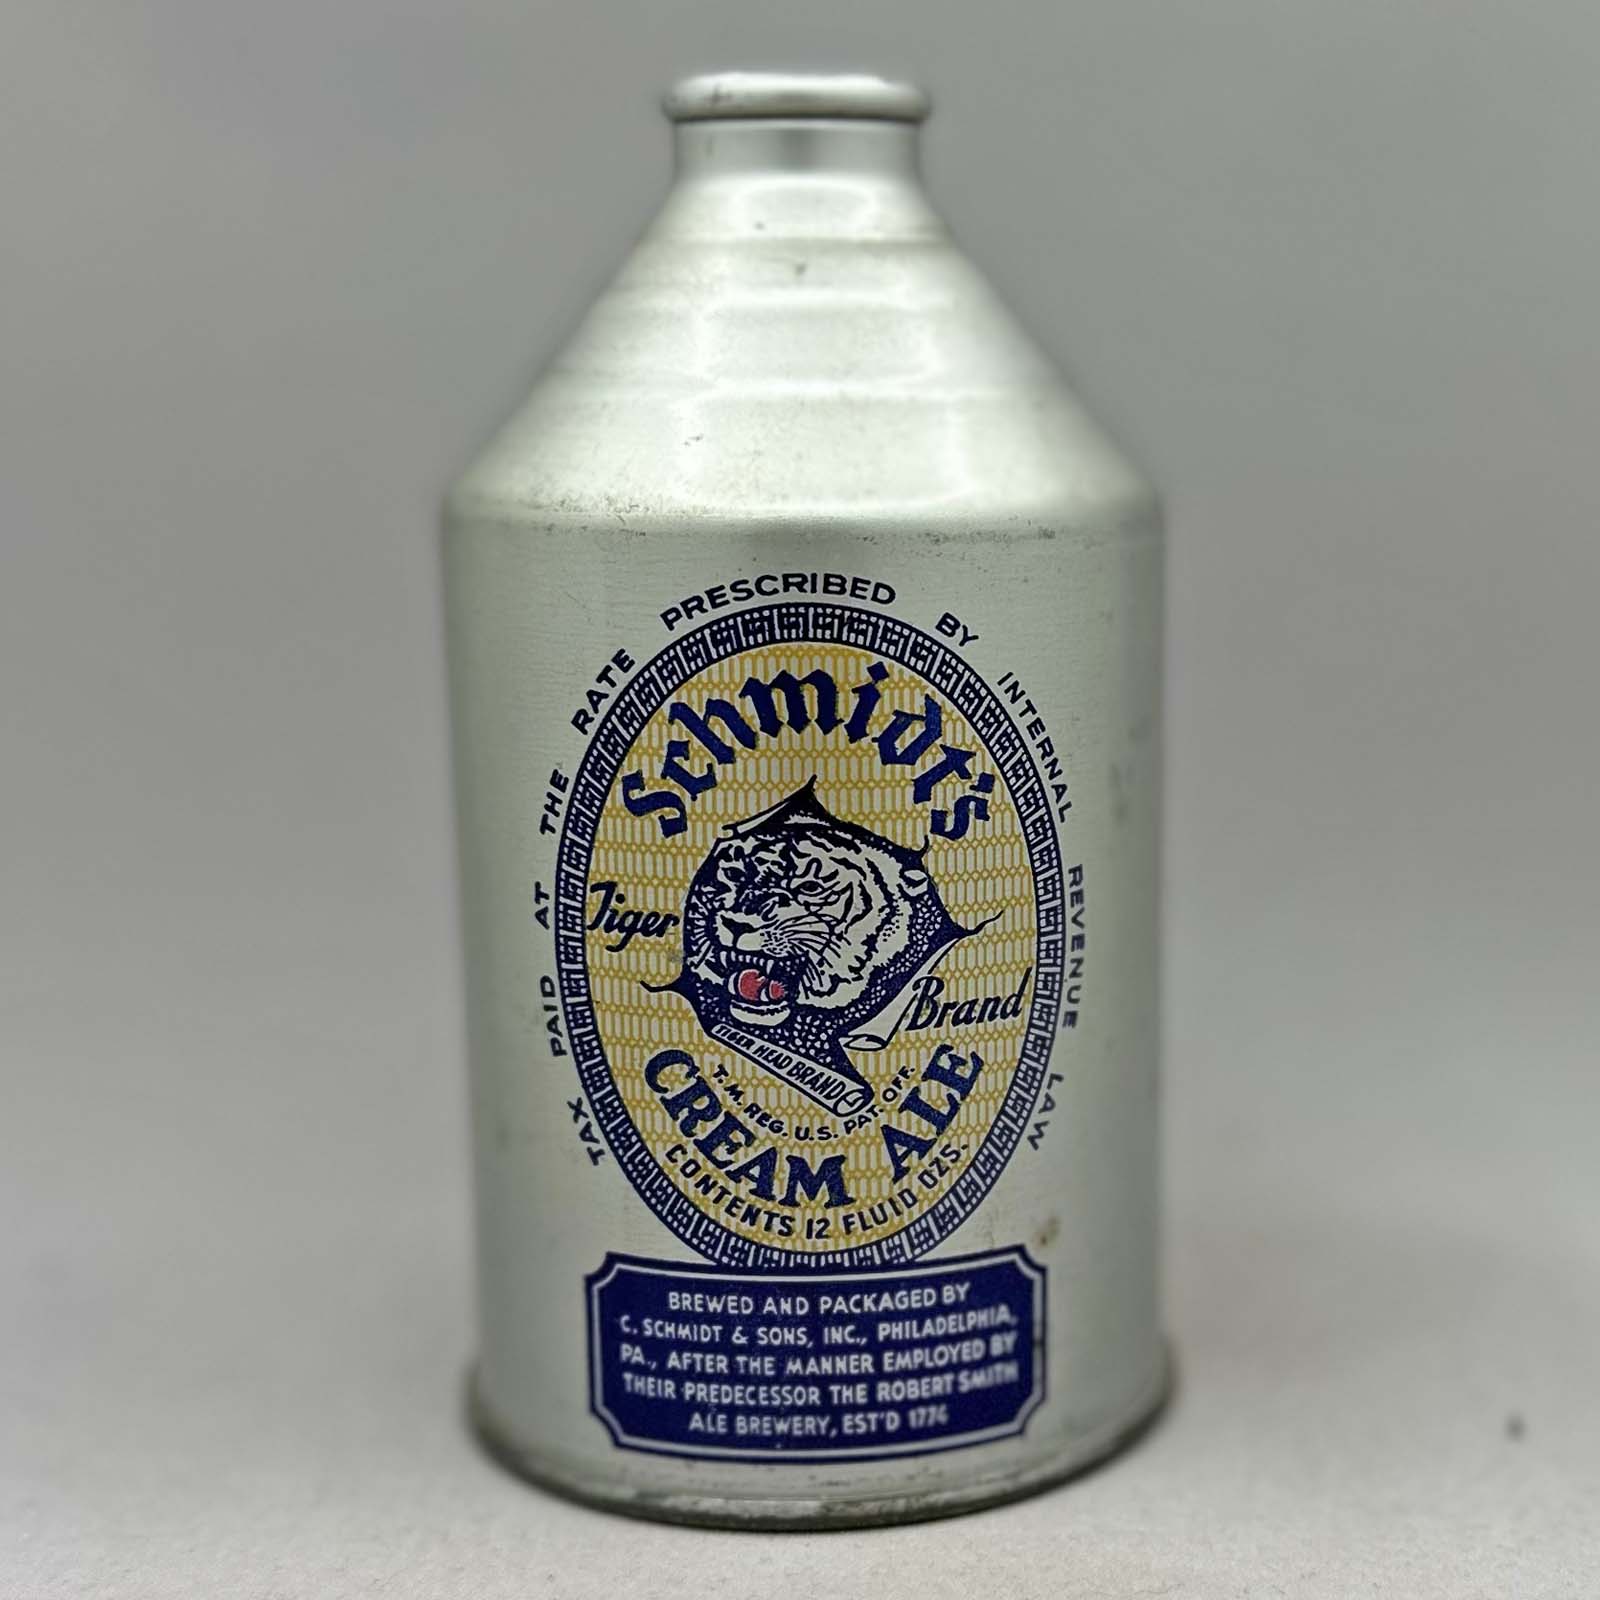 TAX PAID AT THE RATE PRESCRIBED BY INTERNAL REVENUE LAW
Schmidt's
Tiger
Brand
TIGER HEAD BRAND
T.M. REG. U.S. PAT. OFF.
CREAM ALE
CONTENTS 12 FLUID OZS.
BREWED AND PACKAGED BY
C. SCHMIDT & SONS, INC., PHILADELPHIA,
PA., AFTER THE MANNER EMPLOYED BY
THEIR PREDECESSOR THE ROBERT SMITH
ALE BREWERY, EST'D 1774